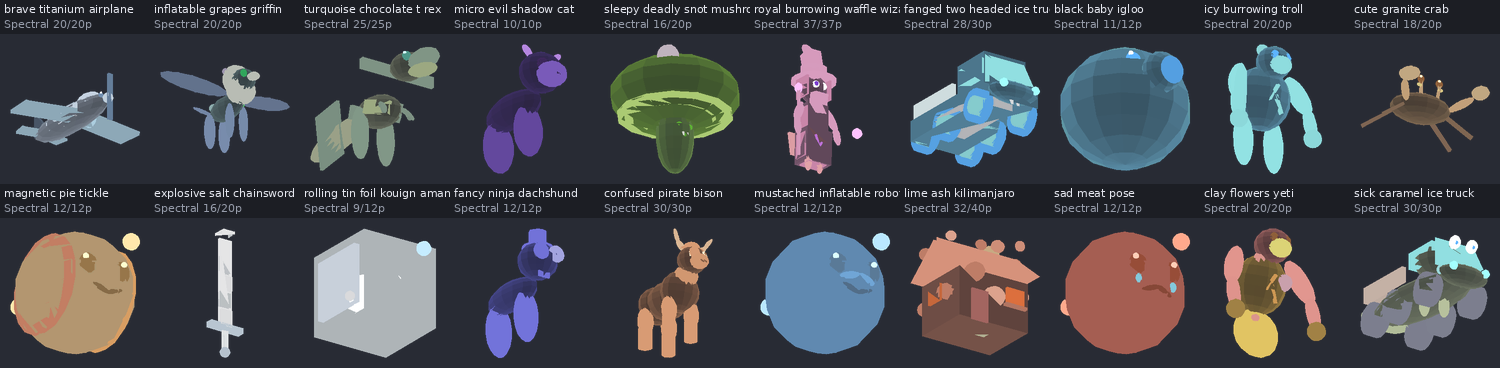 brave titanium airplane
Spectral 20/20p
inflatable grapes griffin
Spectral 20/20p
turquoise chocolate t rex
Spectral 25/25p
micro evil shadow cat
Spectral 10/10p
sleepy deadly snot mushro
Spectral 16/20p
royal burrowing waffle wiza
Spectral 37/37p
fanged two headed ice tru
Spectral 28/30p
black baby igloo
Spectral 11/12p
icy burrowing troll
Spectral 20/20p
cute granite crab
Spectral 18/20p
magnetic pie tickle
Spectral 12/12p
explosive salt chainsword
Spectral 16/20p
rolling tin foil kouign aman
Spectral 9/12p
fancy ninja dachshund
Spectral 12/12p
confused pirate bison
Spectral 30/30p
mustached inflatable robo
Spectral 12/12p
lime ash kilimanjaro
Spectral 32/40p
sad meat pose
Spectral 12/12p
clay flowers yeti
Spectral 20/20p
sick caramel ice truck
Spectral 30/30p